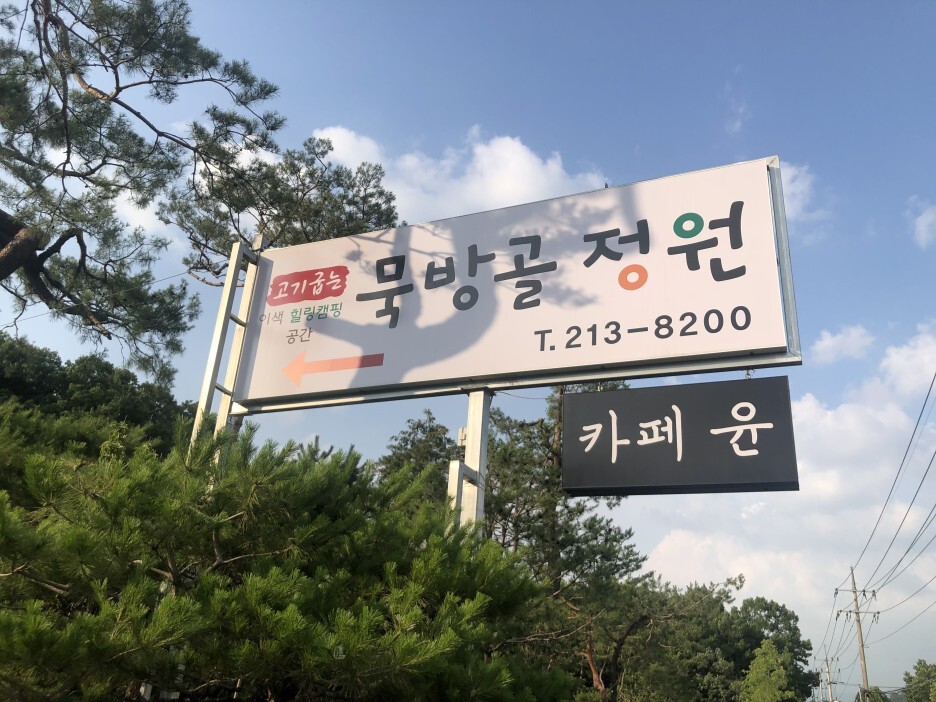 고기굽는
이색 힐링캠핑
공간
묵방골 정원
T. 213-8200
카페 윤